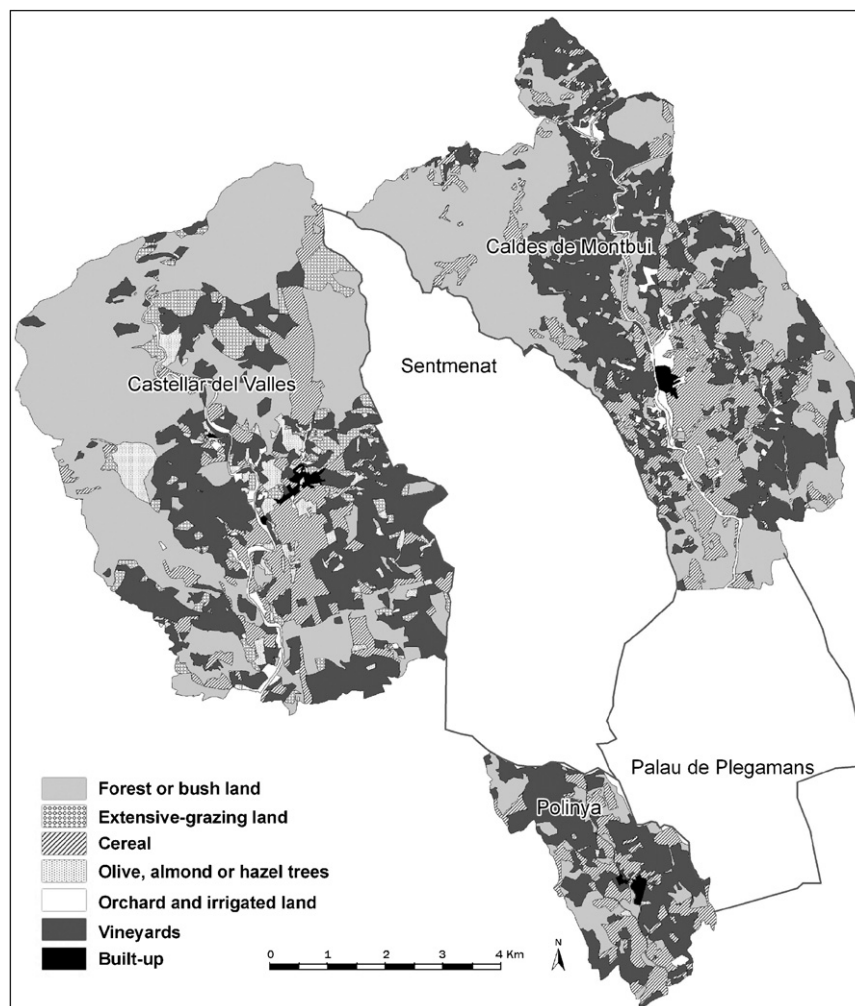 Caldes de Montbui
Sentmenat
Castellar del Valles
Palau de Plegamans
Polinya
Forest or bush land
Extensive-grazing land
Cereal
Olive, almond or hazel trees
Orchard and irrigated land
Vineyards
Built-up
0 1 2 3 4 Km
N